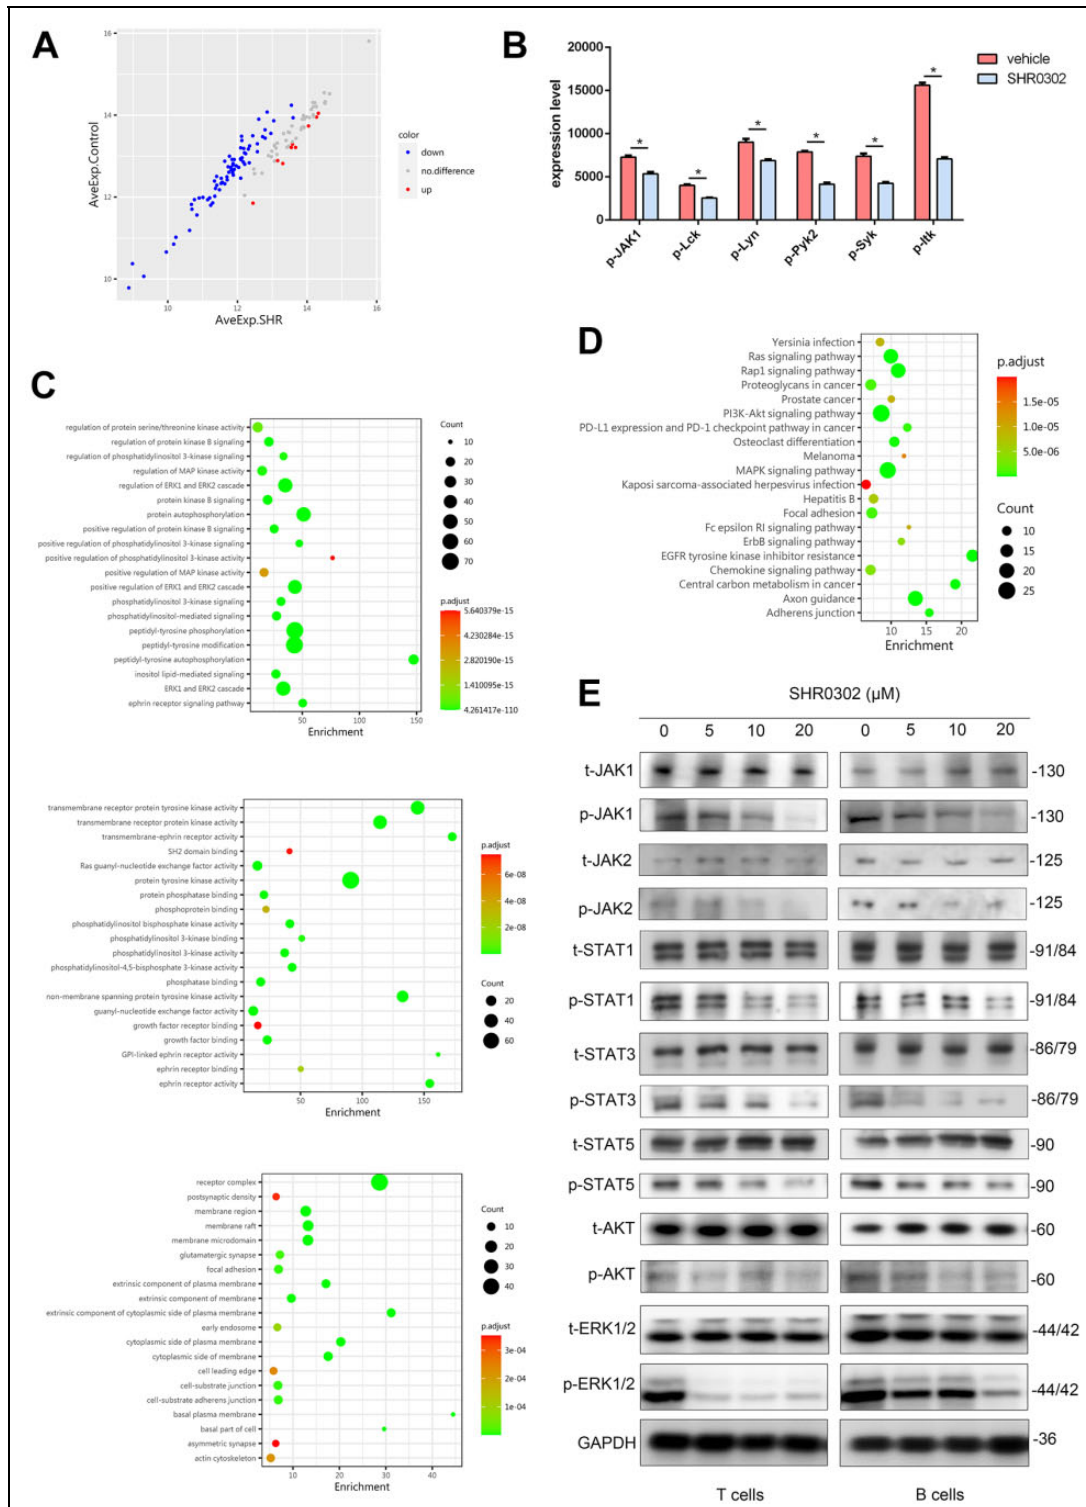 A
16
14
12
10
AveExp.Control
10
12
14
16
AveExp.SHR
color
down
no.difference
up
B
20000
15000
10000
5000
0
expression level
* * * * * *
p-JAK1
p-Lck
p-Lyn
p-Pyk2
p-Syk
p-Itk
vehicle
SHR0302
C
regulation of protein serine/threonine kinase activity
regulation of protein kinase B signaling
regulation of phosphatidylinositol 3-kinase signaling
regulation of MAP kinase activity
regulation of ERK1 and ERK2 cascade
protein kinase B signaling
protein autophosphorylation
positive regulation of protein kinase B signaling
positive regulation of phosphatidylinositol 3-kinase signaling
positive regulation of phosphatidylinositol 3-kinase activity
positive regulation of MAP kinase activity
positive regulation of ERK1 and ERK2 cascade
phosphatidylinositol 3-kinase signaling
phosphatidylinositol-mediated signaling
peptidyl-tyrosine phosphorylation
peptidyl-tyrosine modification
peptidyl-tyrosine autophosphorylation
inositol lipid-mediated signaling
ERK1 and ERK2 cascade
ephrin receptor signaling pathway
50
100
150
Enrichment
Count
10
20
30
40
50
60
70
p.adjust
5.640379e-15
4.230284e-15
2.820190e-15
1.410095e-15
4.261417e-110
transmembrane receptor protein tyrosine kinase activity
transmembrane receptor protein kinase activity
transmembrane-ephrin receptor activity
SH2 domain binding
Ras guanyl-nucleotide exchange factor activity
protein tyrosine kinase activity
protein phosphatase binding
phosphoprotein binding
phosphatidylinositol bisphosphate kinase activity
phosphatidylinositol 3-kinase binding
phosphatidylinositol 3-kinase activity
phosphatidylinositol-4,5-bisphosphate 3-kinase activity
phosphatase binding
non-membrane spanning protein tyrosine kinase activity
guanyl-nucleotide exchange factor activity
growth factor receptor binding
growth factor binding
GPI-linked ephrin receptor activity
ephrin receptor binding
ephrin receptor activity
50
100
150
Enrichment
p.adjust
6e-08
4e-08
2e-08
Count
20
40
60
receptor complex
postsynaptic density
membrane region
membrane raft
membrane microdomain
glutamatergic synapse
focal adhesion
extrinsic component of plasma membrane
extrinsic component of membrane
extrinsic component of cytoplasmic side of plasma membrane
early endosome
cytoplasmic side of plasma membrane
cytoplasmic side of membrane
cell leading edge
cell-substrate junction
cell-substrate adherens junction
basal plasma membrane
basal part of cell
asymmetric synapse
actin cytoskeleton
10
20
30
40
Enrichment
Count
10
20
30
40
p.adjust
3e-04
2e-04
1e-04
D
Yersinia infection
Ras signaling pathway
Rap1 signaling pathway
Proteoglycans in cancer
Prostate cancer
PI3K-Akt signaling pathway
PD-L1 expression and PD-1 checkpoint pathway in cancer
Osteoclast differentiation
Melanoma
MAPK signaling pathway
Kaposi sarcoma-associated herpesvirus infection
Hepatitis B
Focal adhesion
Fc epsilon RI signaling pathway
ErbB signaling pathway
EGFR tyrosine kinase inhibitor resistance
Chemokine signaling pathway
Central carbon metabolism in cancer
Axon guidance
Adherens junction
10
15
20
Enrichment
p.adjust
1.5e-05
1.0e-05
5.0e-06
Count
10
15
20
25
E
SHR0302 (μM)
0 5 10 20 0 5 10 20
t-JAK1 -130
p-JAK1 -130
t-JAK2 -125
p-JAK2 -125
t-STAT1 -91/84
p-STAT1 -91/84
t-STAT3 -86/79
p-STAT3 -86/79
t-STAT5 -90
p-STAT5 -90
t-AKT -60
p-AKT -60
t-ERK1/2 -44/42
p-ERK1/2 -44/42
GAPDH -36
T cells B cells